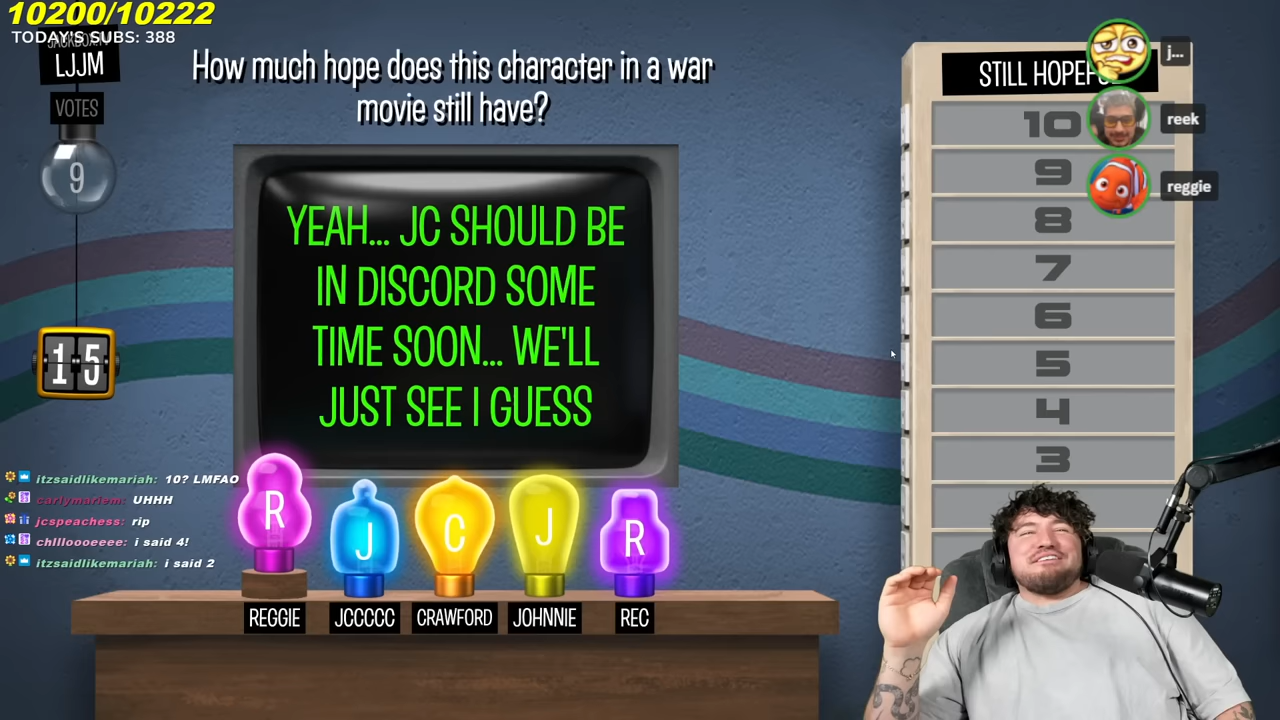 10200/10222
TODAY'S SUBS: 388
JACKBOX.TV
LJJM
VOTES
9
15
How much hope does this character in a war
movie still have?
YEAH... JC SHOULD BE
IN DISCORD SOME
TIME SOON... WE'LL
JUST SEE I GUESS
STILL HOPEFUL
10
9
8
7
6
5
4
3
j...
reek
reggie
itzsaidlikemariah: 10? LMFAO
carlymariem: UHHH
jcspeachess: rip
chllloooeeee: i said 4!
itzsaidlikemariah: i said 2
R
J
C
J
R
REGGIE
JCCCCC
CRAWFORD
JOHNNIE
REC